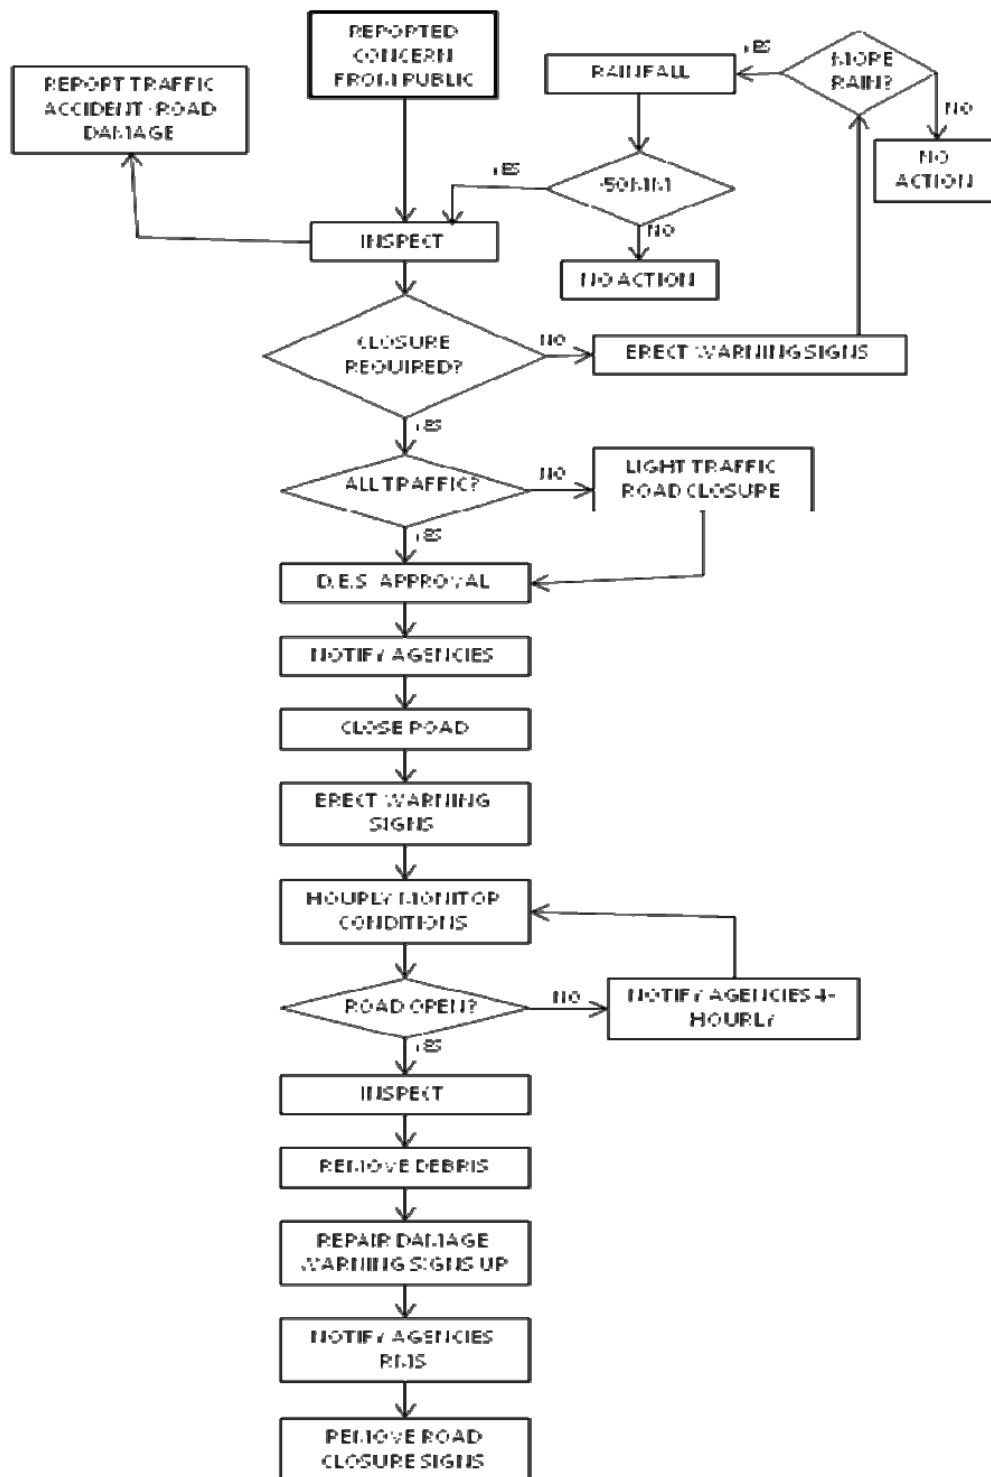 REPORTED
CONCERN
FROM PUBLIC
REPORT TRAFFIC
ACCIDENT - ROAD
DAMAGE
RAINFALL
YES
MORE
RAIN?
NO
NO
ACTION
YES
50MM
NO
NO ACTION
INSPECT
CLOSURE
REQUIRED?
NO
ERECT WARNING SIGNS
YES
ALL TRAFFIC?
NO
LIGHT TRAFFIC
ROAD CLOSURE
YES
D.E.S. APPROVAL
NOTIFY AGENCIES
CLOSE ROAD
ERECT WARNING
SIGNS
HOURLY MONITOR
CONDITIONS
ROAD OPEN?
NO
NOTIFY AGENCIES 4-
HOURLY
YES
INSPECT
REMOVE DEBRIS
REPAIR DAMAGE
WARNING SIGNS UP
NOTIFY AGENCIES
RMS
REMOVE ROAD
CLOSURE SIGNS